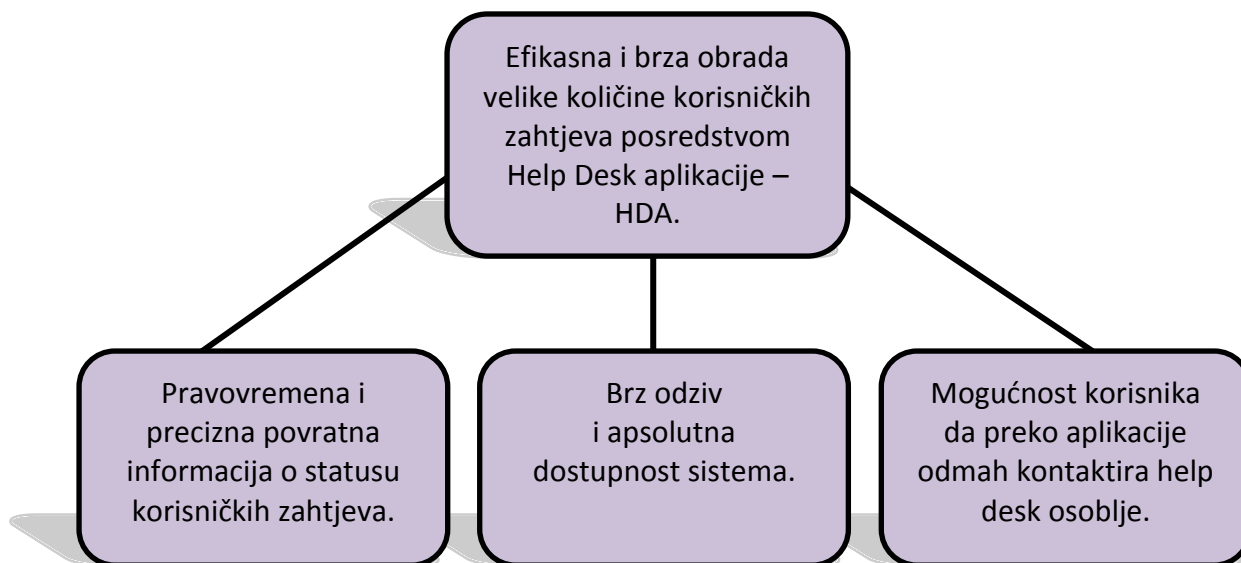 Efikasna i brza obrada
velike količine korisničkih
zahtjeva posredstvom
Help Desk aplikacije –
HDA.
Pravovremena i
precizna povratna
informacija o statusu
korisničkih zahtjeva.
Brz odziv
i apsolutna
dostupnost sistema.
Mogućnost korisnika
da preko aplikacije
odmah kontaktira help
desk osoblje.